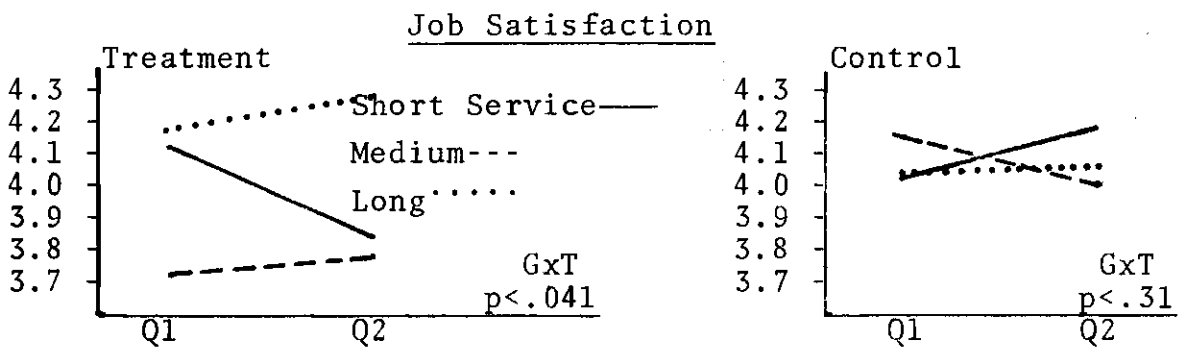 Job Satisfaction
Treatment
4.3
4.2
4.1
4.0
3.9
3.8
3.7
Short Service
Medium---
Long.......
GxT
p<.041
Q1 Q2
Control
4.3
4.2
4.1
4.0
3.9
3.8
3.7
GxT
p<.31
Q1 Q2